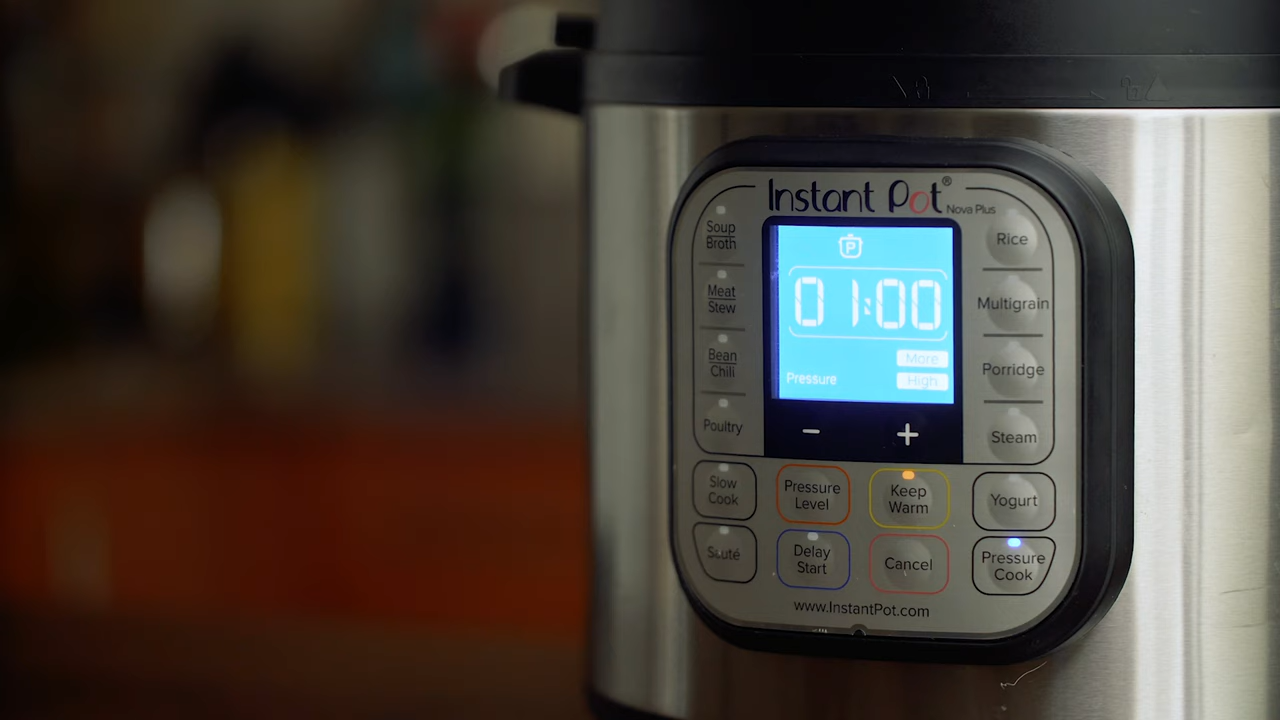 Instant Pot®
Nova Plus
Soup
Broth
Meat
Stew
Bean
Chili
Poultry
P
01:00
More
Pressure
High
− +
Rice
Multigrain
Porridge
Steam
Slow
Cook
Pressure
Level
Keep
Warm
Yogurt
Sauté
Delay
Start
Cancel
Pressure
Cook
www.InstantPot.com